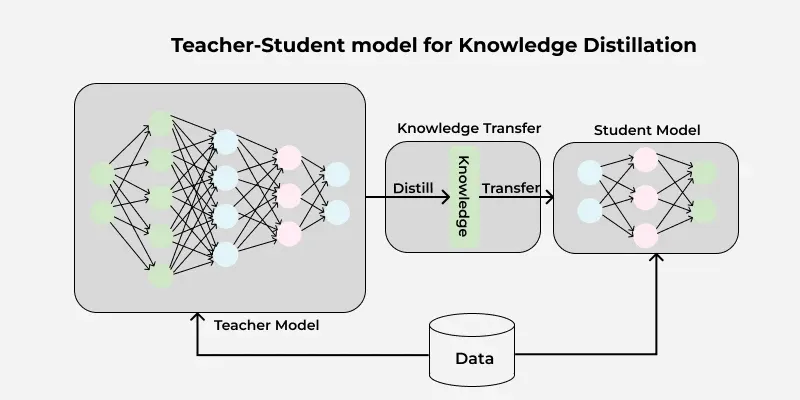 Teacher-Student model for Knowledge Distillation
Knowledge Transfer
Student Model
Distill
Knowledge
Transfer
Teacher Model
Data